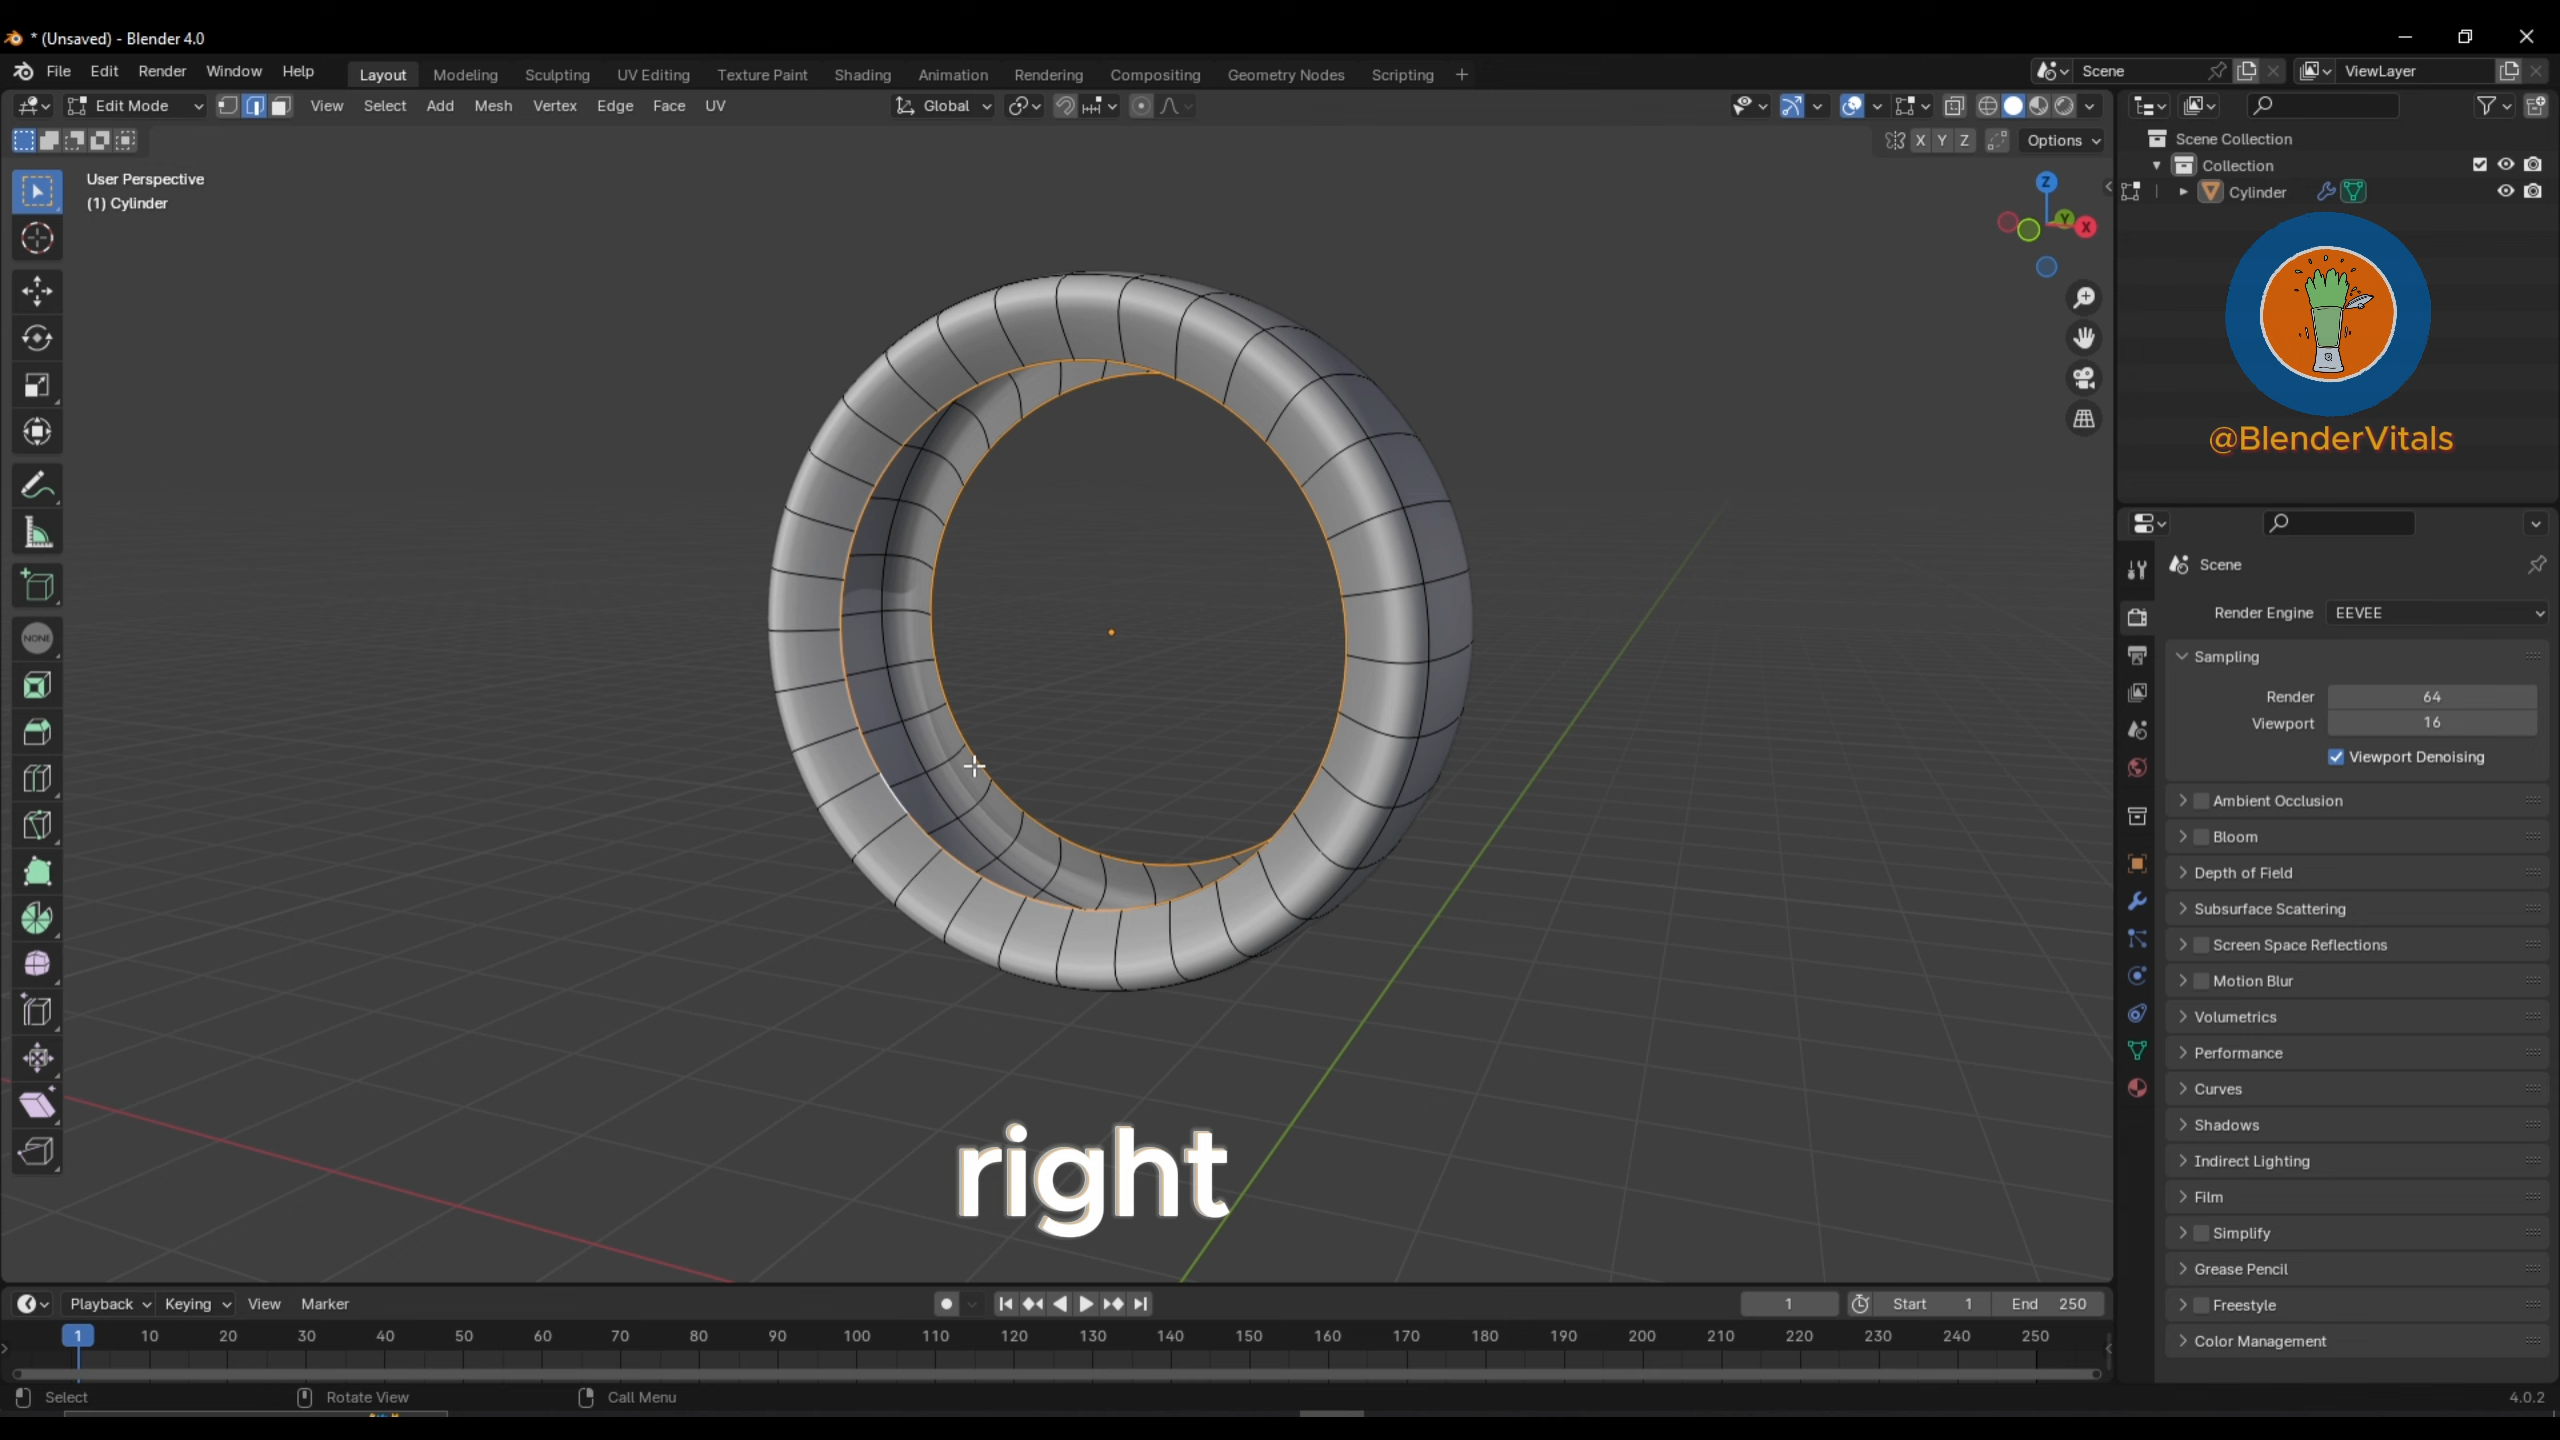 * (Unsaved) - Blender 4.0
File Edit Render Window Help Layout Modeling Sculpting UV Editing Texture Paint Shading Animation Rendering Compositing Geometry Nodes Scripting + Scene ViewLayer
Edit Mode View Select Add Mesh Vertex Edge Face UV Global
X Y Z Options
User Perspective
(1) Cylinder
Z
Y
X
NONE
Scene Collection
Collection
Cylinder
@BlenderVitals
Scene
Render Engine EEVEE
Sampling
Render 64
Viewport 16
Viewport Denoising
Ambient Occlusion
Bloom
Depth of Field
Subsurface Scattering
Screen Space Reflections
Motion Blur
Volumetrics
Performance
Curves
Shadows
Indirect Lighting
Film
Simplify
Grease Pencil
Freestyle
Color Management
right
Playback Keying View Marker 1 Start 1 End 250
1 10 20 30 40 50 60 70 80 90 100 110 120 130 140 150 160 170 180 190 200 210 220 230 240 250
Select Rotate View Call Menu 4.0.2